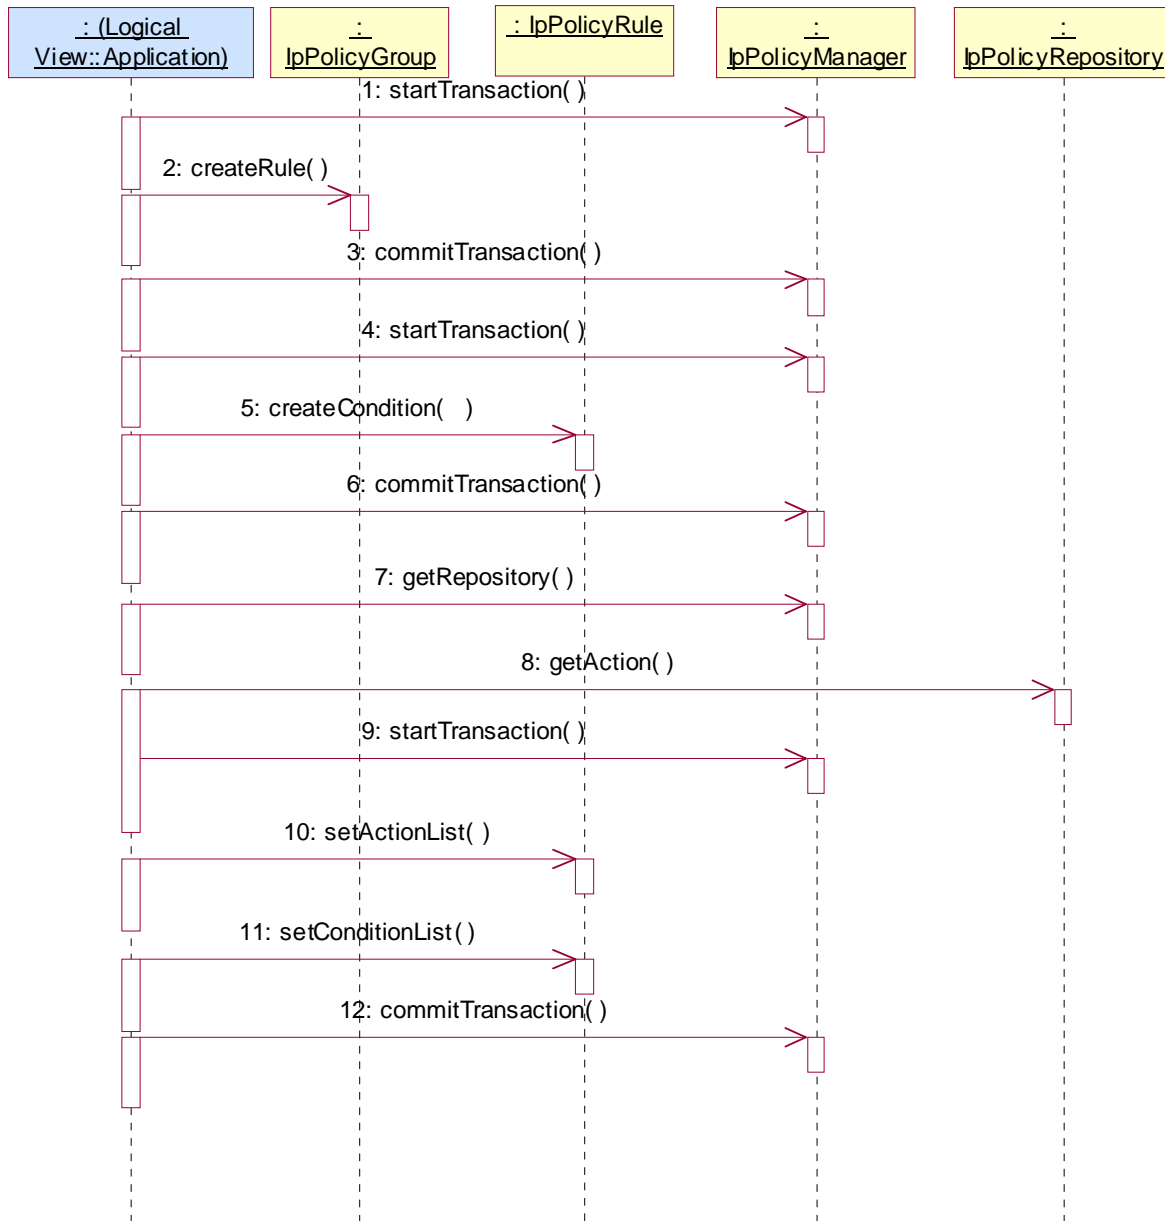 : (Logical
View::Application)
:
IpPolicyGroup
: IpPolicyRule
:
IpPolicyManager
:
IpPolicyRepository
1: startTransaction( )
2: createRule( )
3: commitTransaction( )
4: startTransaction( )
5: createCondition( )
6: commitTransaction( )
7: getRepository( )
8: getAction( )
9: startTransaction( )
10: setActionList( )
11: setConditionList( )
12: commitTransaction( )